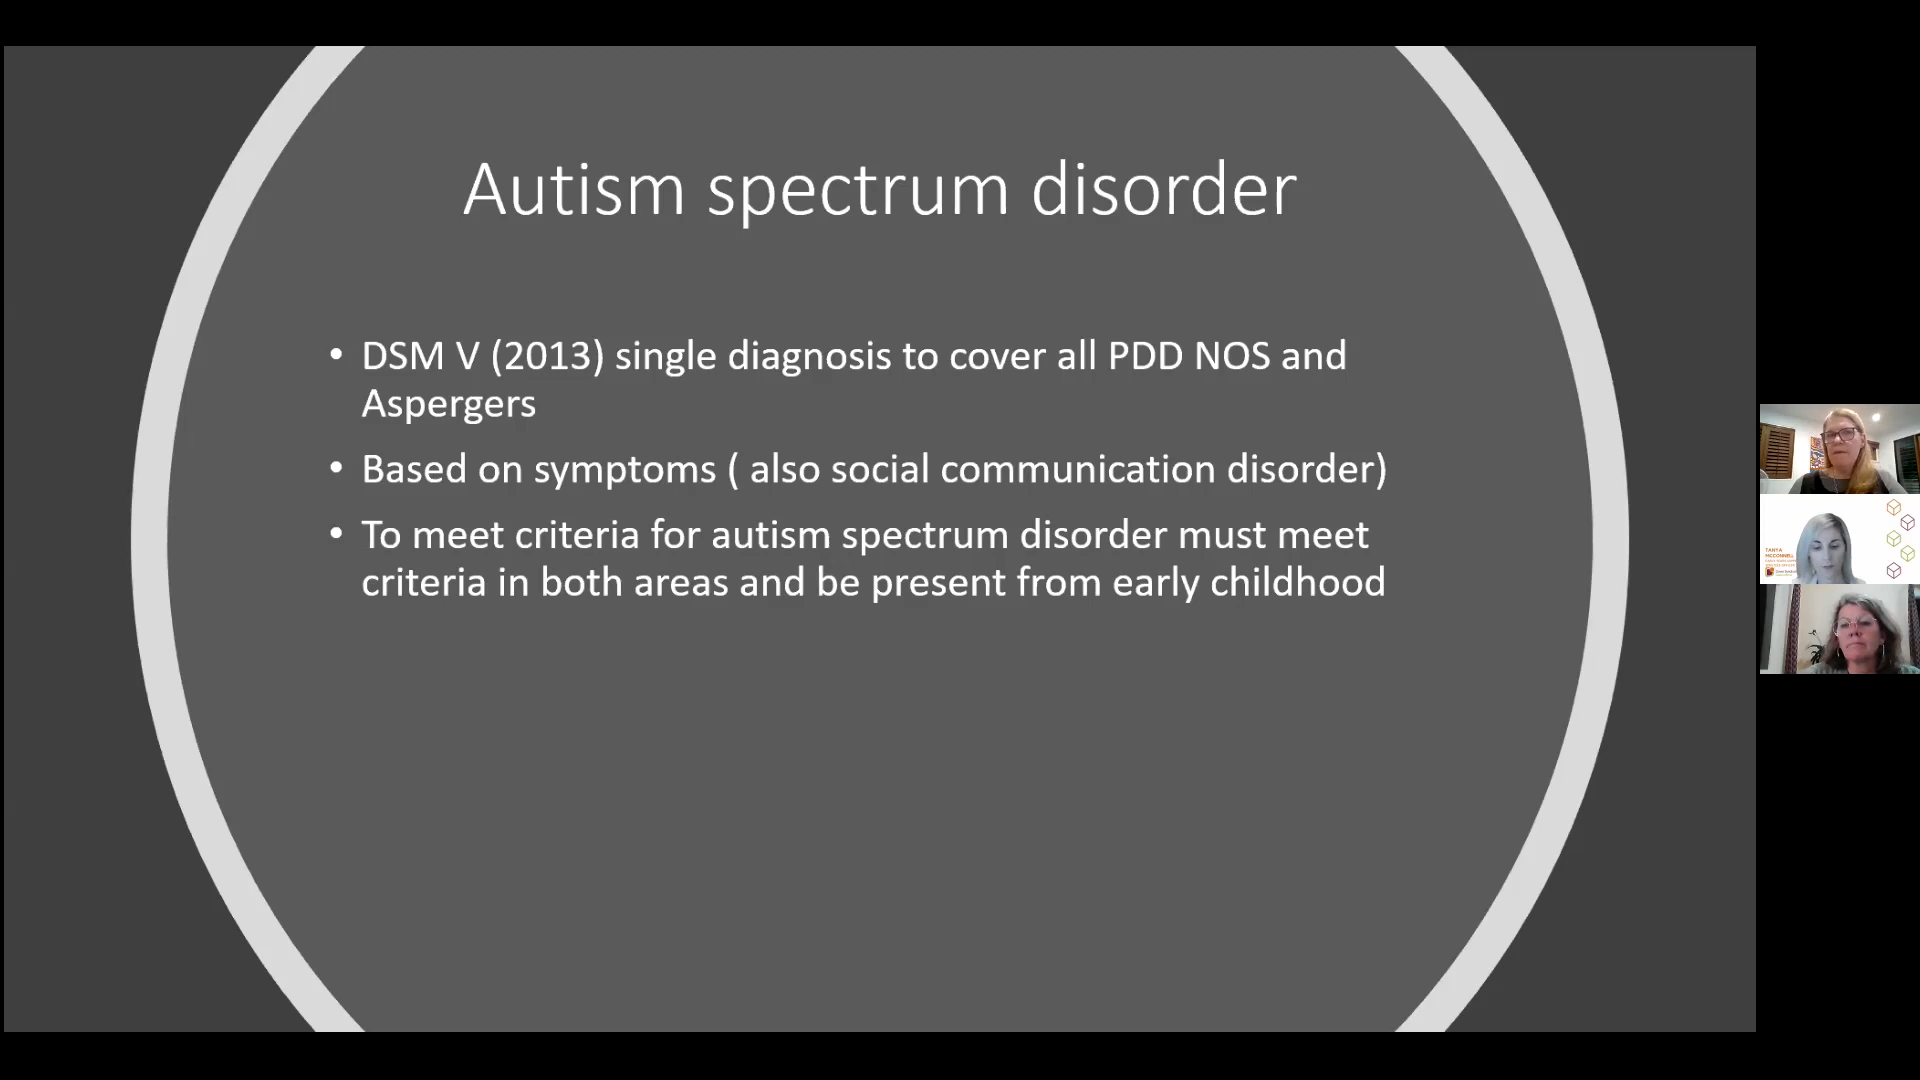 Autism spectrum disorder
• DSM V (2013) single diagnosis to cover all PDD NOS and
Aspergers
• Based on symptoms ( also social communication disorder)
• To meet criteria for autism spectrum disorder must meet
criteria in both areas and be present from early childhood
TANYA
MCCONNELL